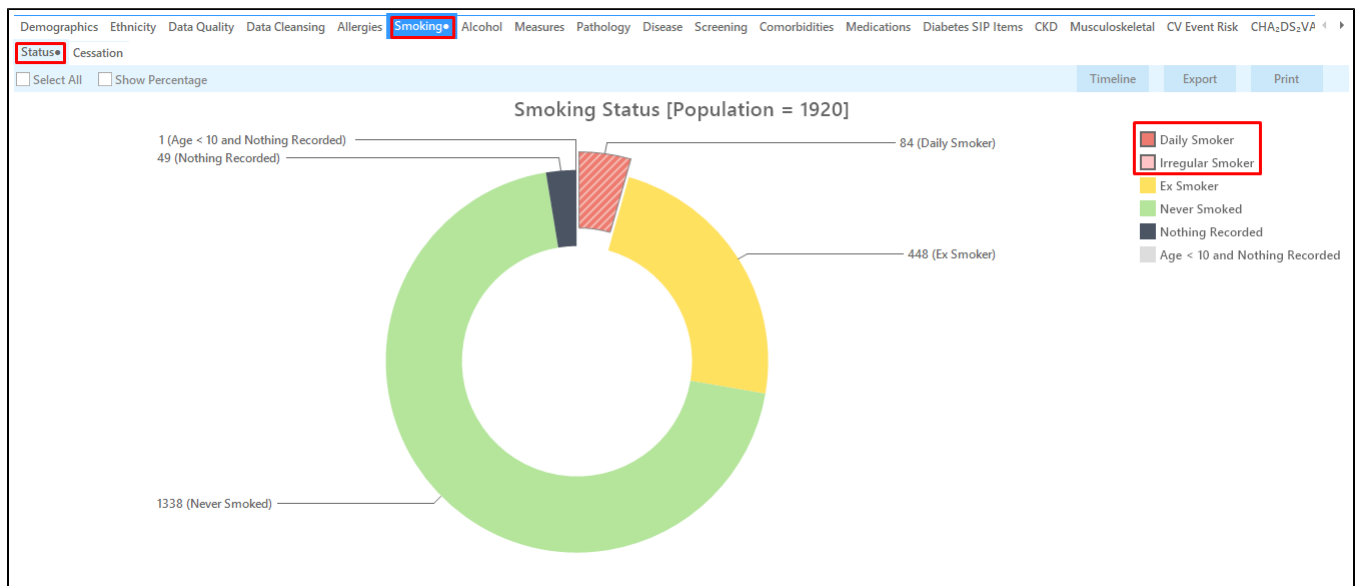 Demographics Ethnicity Data Quality Data Cleansing Allergies Smoking• Alcohol Measures Pathology Disease Screening Comorbidities Medications Diabetes SIP Items CKD Musculoskeletal CV Event Risk CHA₂DS₂VA
Status• Cessation
Select All Show Percentage Timeline Export Print
Smoking Status [Population = 1920]
1 (Age < 10 and Nothing Recorded)
49 (Nothing Recorded)
84 (Daily Smoker)
448 (Ex Smoker)
1338 (Never Smoked)
Daily Smoker
Irregular Smoker
Ex Smoker
Never Smoked
Nothing Recorded
Age < 10 and Nothing Recorded